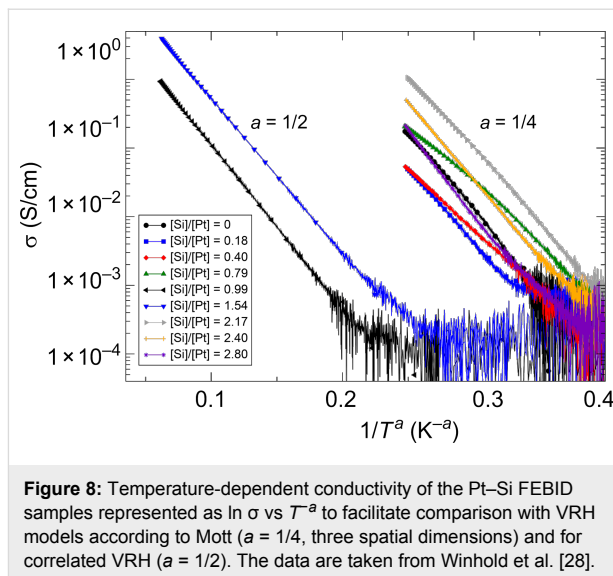 1 × 10⁰
1 × 10⁻¹
1 × 10⁻²
1 × 10⁻³
1 × 10⁻⁴
σ (S/cm)
a = 1/2
a = 1/4
[Si]/[Pt] = 0
[Si]/[Pt] = 0.18
[Si]/[Pt] = 0.40
[Si]/[Pt] = 0.79
[Si]/[Pt] = 0.99
[Si]/[Pt] = 1.54
[Si]/[Pt] = 2.17
[Si]/[Pt] = 2.40
[Si]/[Pt] = 2.80
0.1 0.2 0.3 0.4
1/Tᵃ (K⁻ᵃ)
Figure 8: Temperature-dependent conductivity of the Pt–Si FEBID
samples represented as ln σ vs T⁻ᵃ to facilitate comparison with VRH
models according to Mott (a = 1/4, three spatial dimensions) and for
correlated VRH (a = 1/2). The data are taken from Winhold et al. [28].